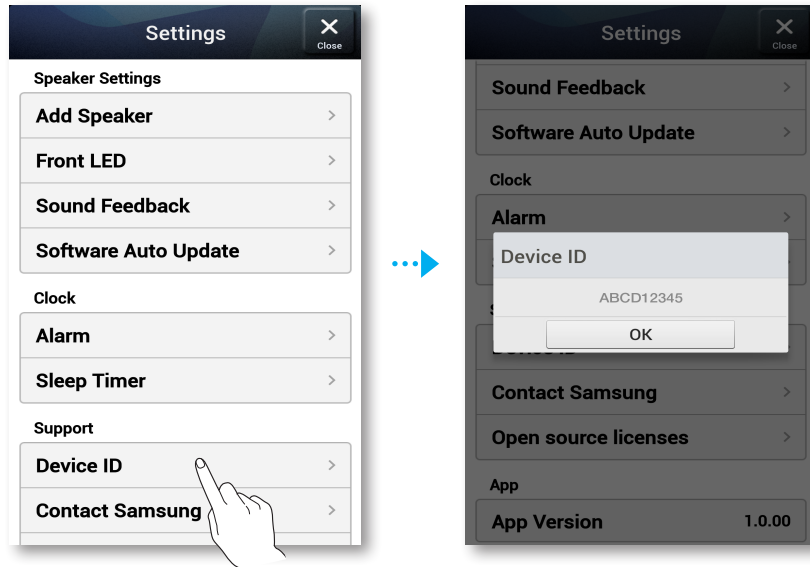 Settings
Close
Speaker Settings
Add Speaker
Front LED
Sound Feedback
Software Auto Update
Clock
Alarm
Sleep Timer
Support
Device ID
Contact Samsung
Settings
Close
Sound Feedback
Software Auto Update
Clock
Alarm
Device ID
ABCD12345
OK
Contact Samsung
Open source licenses
App
App Version 1.0.00